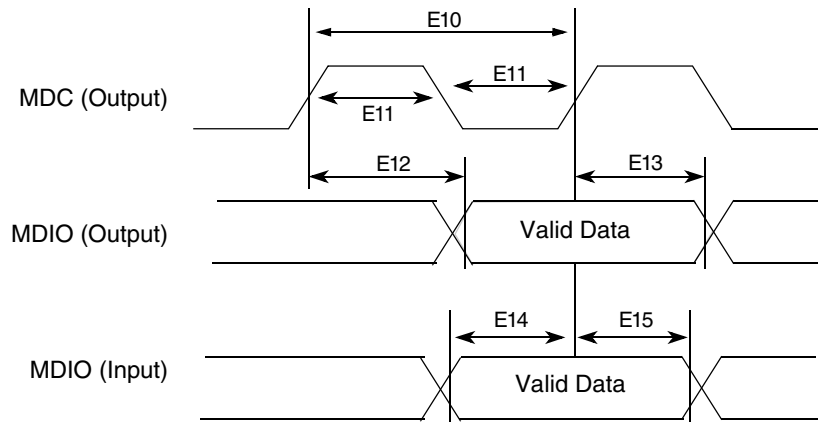 E10
MDC (Output)
E11
E11
E12
E13
MDIO (Output)
Valid Data
E14
E15
MDIO (Input)
Valid Data